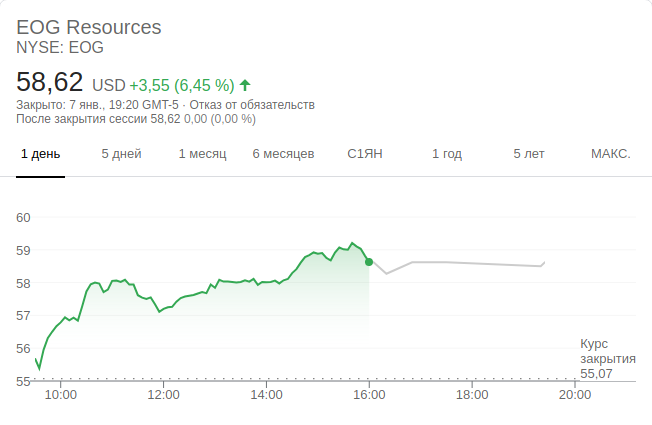 EOG Resources
NYSE: EOG
58,62 USD +3,55 (6,45 %)
Закрыто: 7 янв., 19:20 GMT-5 · Отказ от обязательств
После закрытия сессии 58,62 0,00 (0,00 %)
1 день 5 дней 1 месяц 6 месяцев С1ЯН 1 год 5 лет МАКС.
60
59
58
57
56
Курс
закрытия
55,07
55
10:00 12:00 14:00 16:00 18:00 20:00